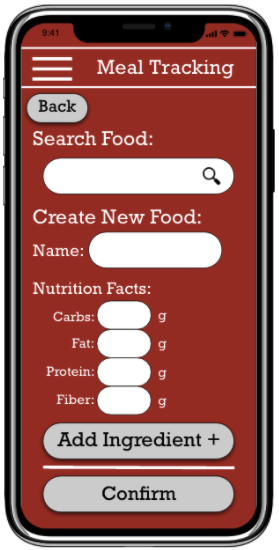 9:41
Meal Tracking
Back
Search Food:
Create New Food:
Name:
Nutrition Facts:
Carbs: g
Fat: g
Protein: g
Fiber: g
Add Ingredient +
Confirm